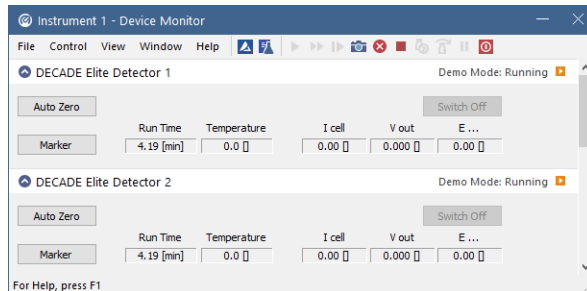 Instrument 1 - Device Monitor
File Control View Window Help
DECADE Elite Detector 1 Demo Mode: Running
Auto Zero Switch Off
Run Time Temperature I cell V out E ...
Marker 4.19 [min] 0.0 [] 0.00 [] 0.000 [] 0.00 []
DECADE Elite Detector 2 Demo Mode: Running
Auto Zero Switch Off
Run Time Temperature I cell V out E ...
Marker 4.19 [min] 0.0 [] 0.00 [] 0.000 [] 0.00 []
For Help, press F1